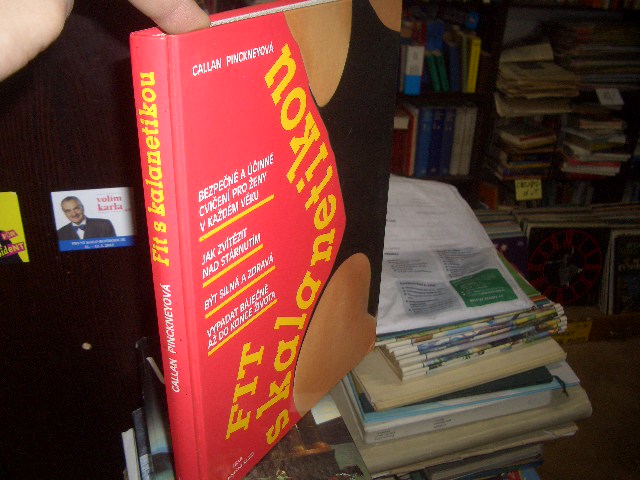 CALLAN PINCKNEYOVÁ
Fit s kalanetikou
CALLAN PINCKNEYOVÁ
BEZPEČNÉ A ÚČINNÉ
CVIČENÍ PRO ŽENY
V KAŽDÉM VĚKU
JAK ZVÍTĚZIT
NAD STÁRNUTÍM
BÝT SILNÁ A ZDRAVÁ
VYPADAT BÁJEČNĚ
AŽ DO KONCE ŽIVOTA
FIT
s kalanetikou
volím
karla